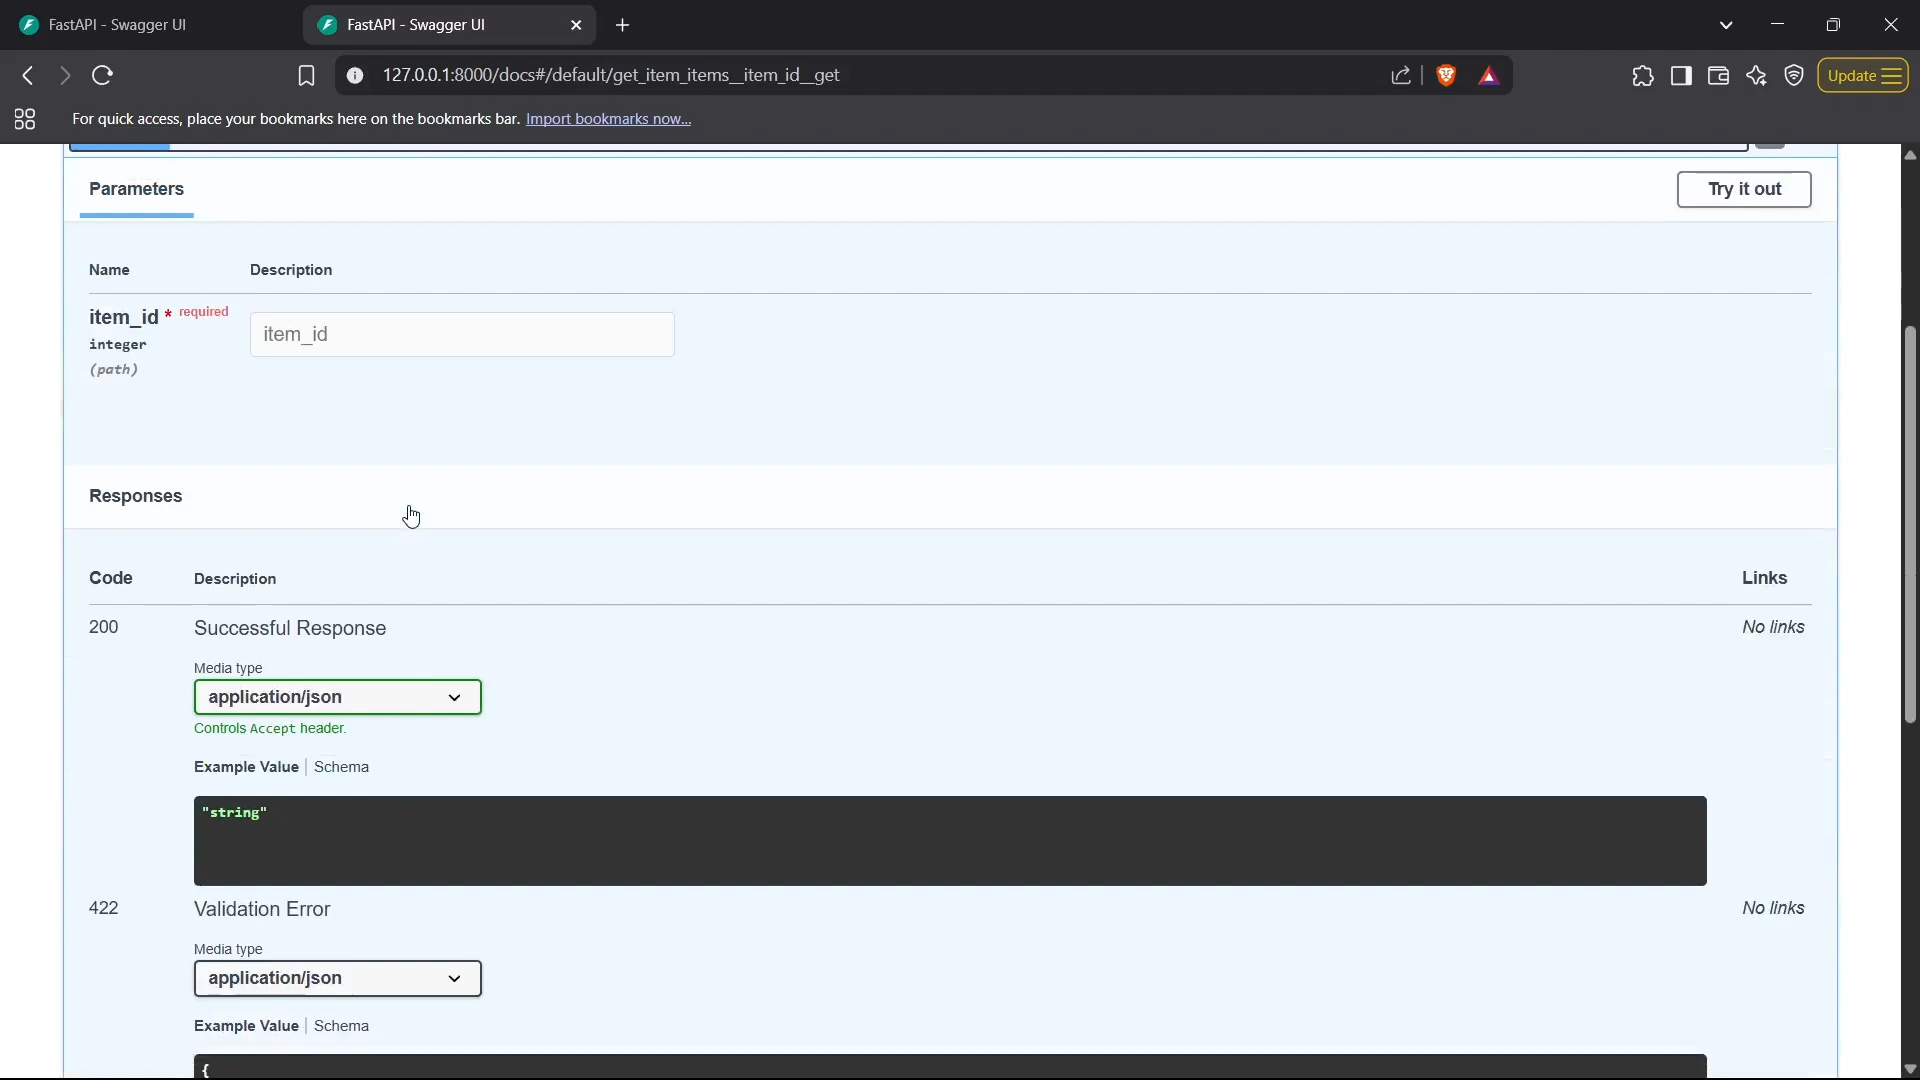 FastAPI - Swagger UI
FastAPI - Swagger UI
127.0.0.1:8000/docs#/default/get_item_items__item_id__get
Update
For quick access, place your bookmarks here on the bookmarks bar. Import bookmarks now...
Parameters
Try it out
Name Description
item_id * required
item_id
integer
(path)
Responses
Code Description Links
200 Successful Response No links
Media type
application/json
Controls Accept header.
Example Value | Schema
"string"
422 Validation Error No links
Media type
application/json
Example Value | Schema
{